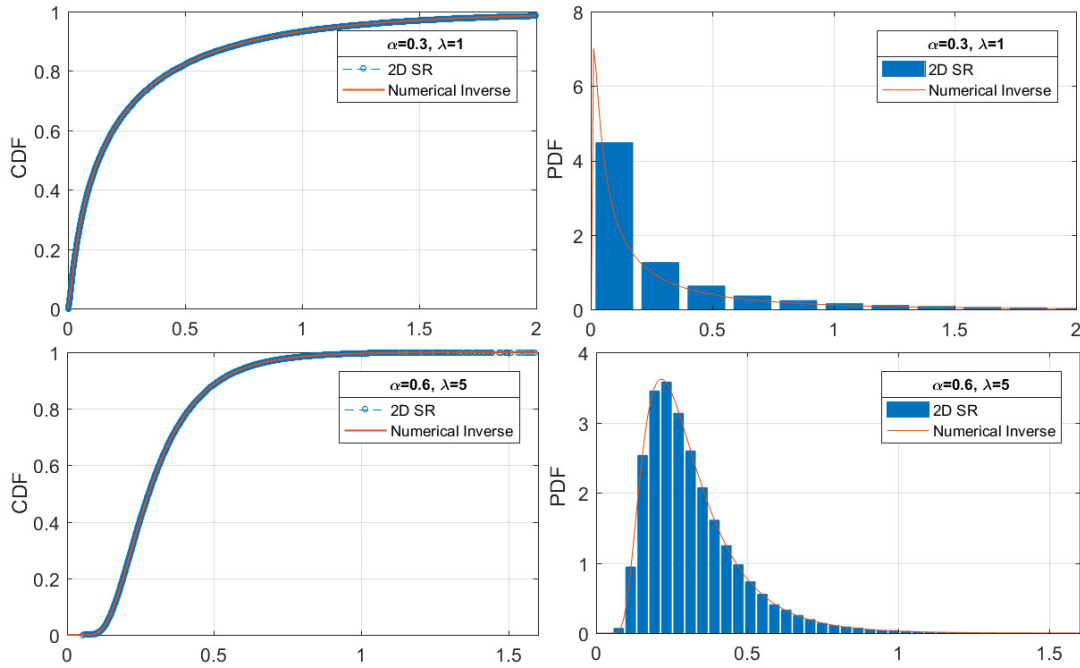 1
0.8
0.6
0.4
0.2
0
CDF
0 0.5 1 1.5 2
α=0.3, λ=1
2D SR
Numerical Inverse
8
6
4
2
0
PDF
0 0.5 1 1.5 2
α=0.3, λ=1
2D SR
Numerical Inverse
1
0.8
0.6
0.4
0.2
0
CDF
0 0.5 1 1.5
α=0.6, λ=5
2D SR
Numerical Inverse
4
3
2
1
0
PDF
0 0.5 1 1.5
α=0.6, λ=5
2D SR
Numerical Inverse